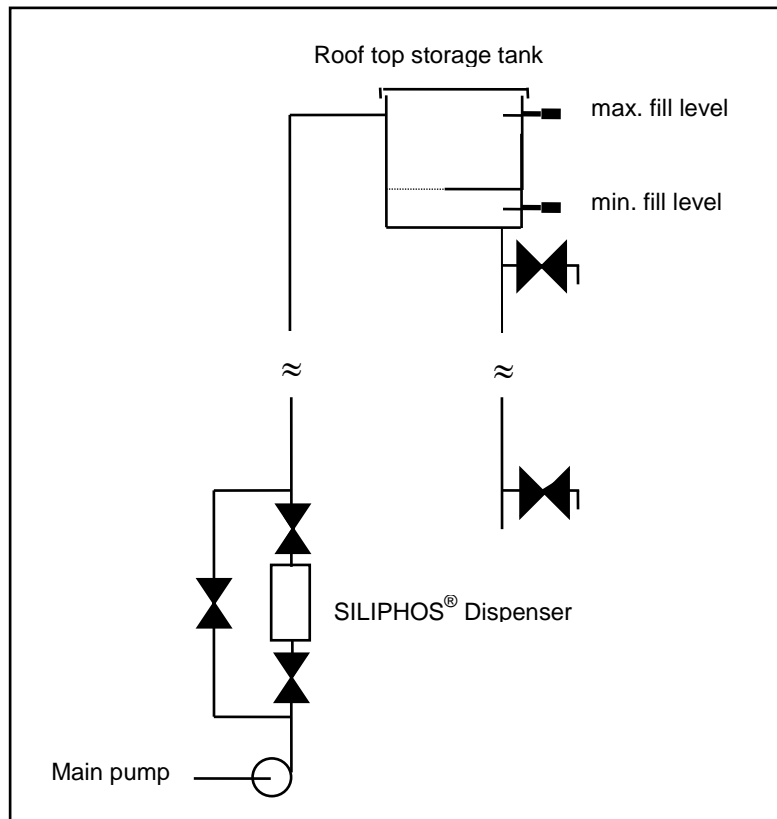 Roof top storage tank
max. fill level
min. fill level
≈ ≈
SILIPHOS® Dispenser
Main pump